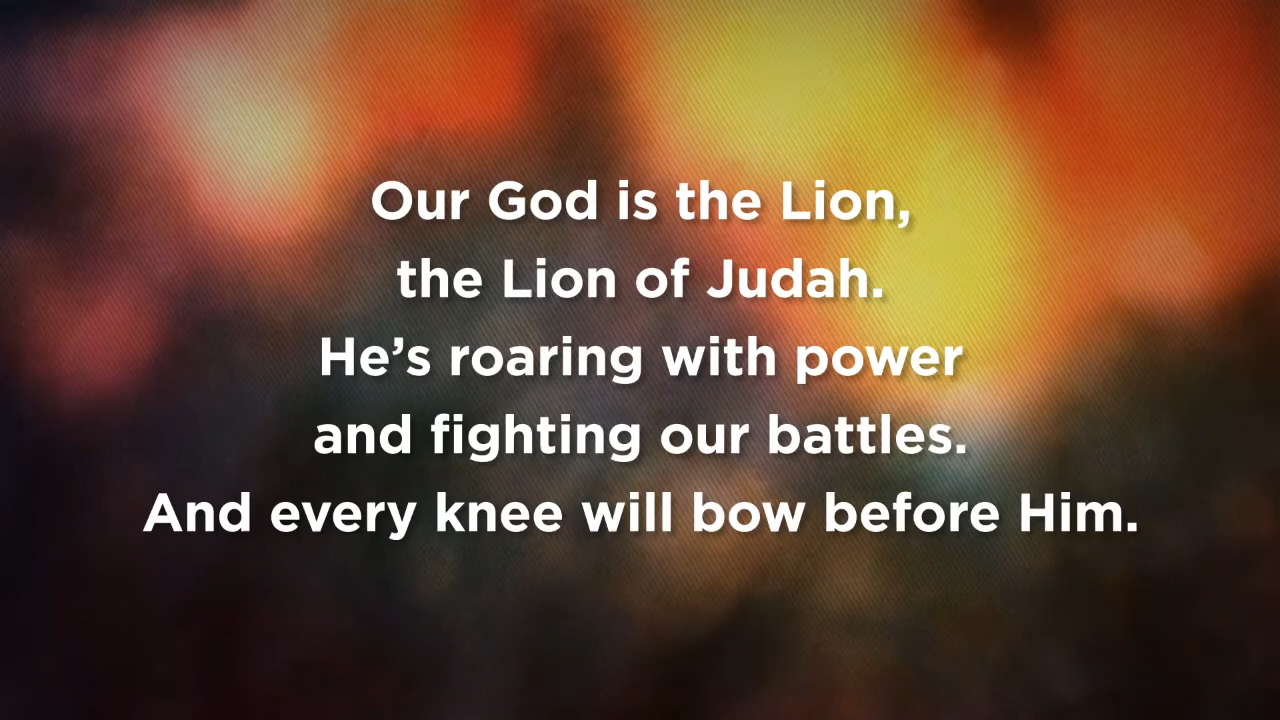 Our God is the Lion,
the Lion of Judah.
He’s roaring with power
and fighting our battles.
And every knee will bow before Him.